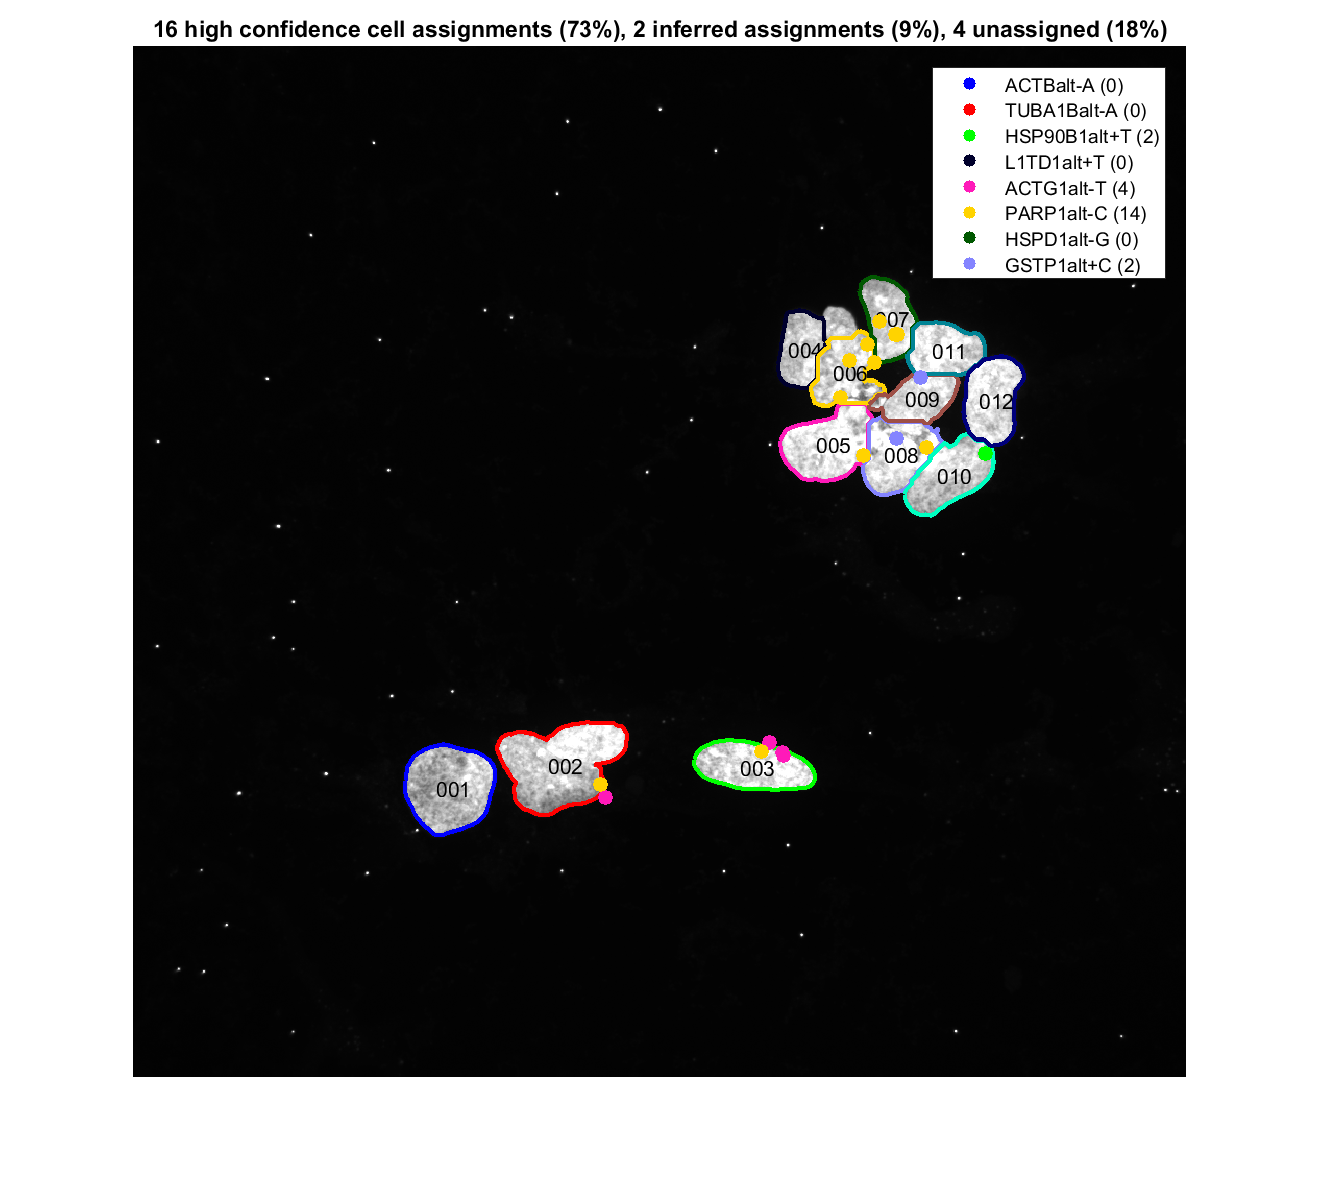 16 high confidence cell assignments (73%), 2 inferred assignments (9%), 4 unassigned (18%)
ACTBalt-A (0)
TUBA1Balt-A (0)
HSP90B1alt+T (2)
L1TD1alt+T (0)
ACTG1alt-T (4)
PARP1alt-C (14)
HSPD1alt-G (0)
GSTP1alt+C (2)
007
004
011
006
009
012
005
008
010
002
003
001